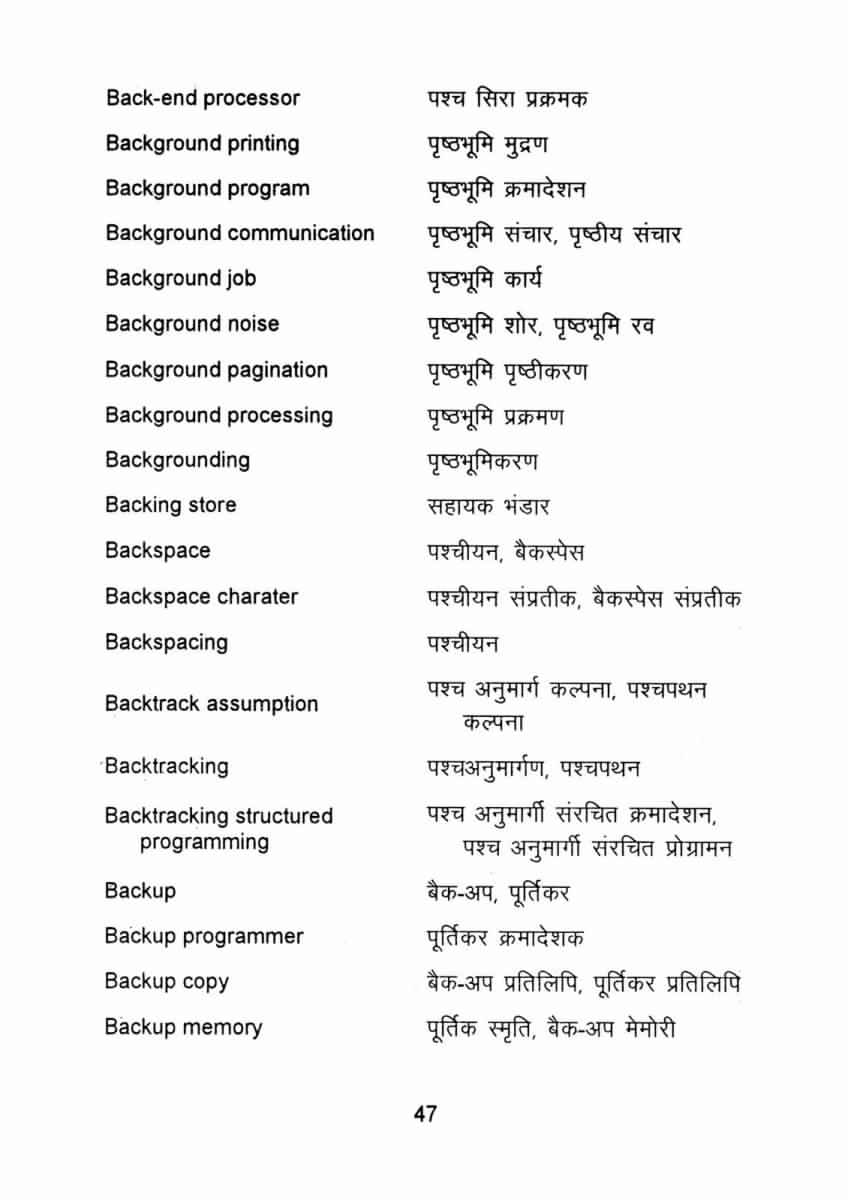 Back-end processor पश्च सिरा प्रक्रमक
Background printing पृष्ठभूमि मुद्रण
Background program पृष्ठभूमि क्रमादेशन
Background communication पृष्ठभूमि संचार, पृष्ठीय संचार
Background job पृष्ठभूमि कार्य
Background noise पृष्ठभूमि शोर, पृष्ठभूमि रव
Background pagination पृष्ठभूमि पृष्ठीकरण
Background processing पृष्ठभूमि प्रक्रमण
Backgrounding पृष्ठभूमिकरण
Backing store सहायक भंडार
Backspace पश्चीयन, बैकस्पेस
Backspace charater पश्चीयन संप्रतीक, बैकस्पेस संप्रतीक
Backspacing पश्चीयन
Backtrack assumption पश्च अनुमार्ग कल्पना, पश्चपथन
कल्पना
Backtracking पश्चअनुमार्गण, पश्चपथन
Backtracking structured पश्च अनुमार्गी संरचित क्रमादेशन,
programming पश्च अनुमार्गी संरचित प्रोग्रामन
Backup बैक-अप, पूर्तिकर
Backup programmer पूर्तिकर क्रमादेशक
Backup copy बैक-अप प्रतिलिपि, पूर्तिकर प्रतिलिपि
Backup memory पूर्तिक स्मृति, बैक-अप मेमोरी
47